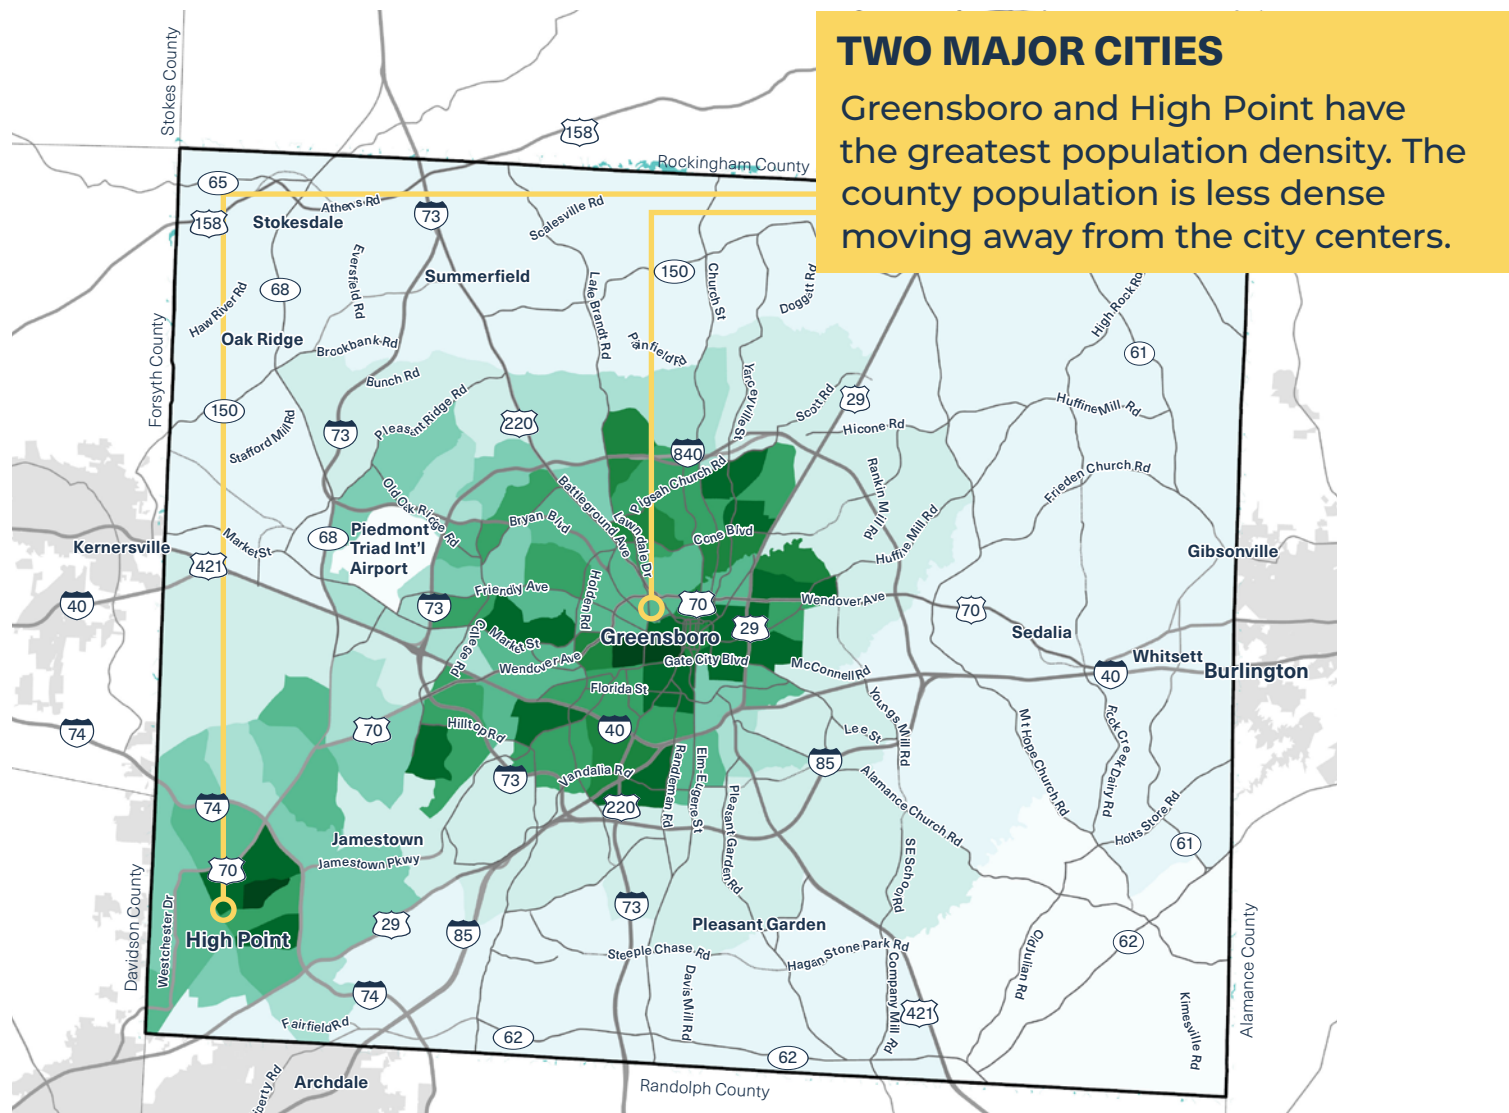 TWO MAJOR CITIES
Greensboro and High Point have
the greatest population density. The
county population is less dense
moving away from the city centers.
Stokes County
158
Rockingham County
65
Athens Rd
158
Stokesdale
73
Scalesville Rd
Eversfield Rd
Summerfield
150
Church St
Doggett Rd
68
Haw River Rd
Lake Brandt Rd
High Rock Rd
Oak Ridge
Brookbank Rd
61
Forsyth County
Bunch Rd
Yanceyville St
Scott Rd
29
150
Stafford Mill Rd
73
220
Huffine Mill Rd
Hicone Rd
840
Pigsah Church Rd
Rankin Mill Rd
Frieden Church Rd
Old Oak Ridge Rd
Battleground Ave
Lawndale Dr
Bryan Blvd
Cone Blvd
Huffine Mill Rd
Market St
68
Piedmont
Triad Int'l
Airport
Kernersville
421
Gibsonville
40
73
Friendly Ave
Holden Rd
70
Wendover Ave
70
29
Greensboro
Sedalia
College Rd
Market St
Wendover Ave
Gate City Blvd
McConnell Rd
40
Whitsett
Burlington
Florida St
Youngs Mill Rd
74
70
Hilltop Rd
40
Lee St
Mt Hope Church Rd
Rock Creek Dairy Rd
73
Vandalia Rd
Randleman Rd
Elm-Eugene St
85
Alamance Church Rd
74
220
Pleasant Garden Rd
Hoits Store Rd
Jamestown
Jamestown Pkwy
61
70
SE School Rd
Davidson County
Westchester Dr
High Point
29
85
73
Pleasant Garden
Steeple Chase Rd
Hagan Stone Park Rd
Old Julian Rd
62
Alamance County
74
Davis Mill Rd
Company Mill Rd
421
Kimesville Rd
Fairfield Rd
62
62
Archdale
Randolph County